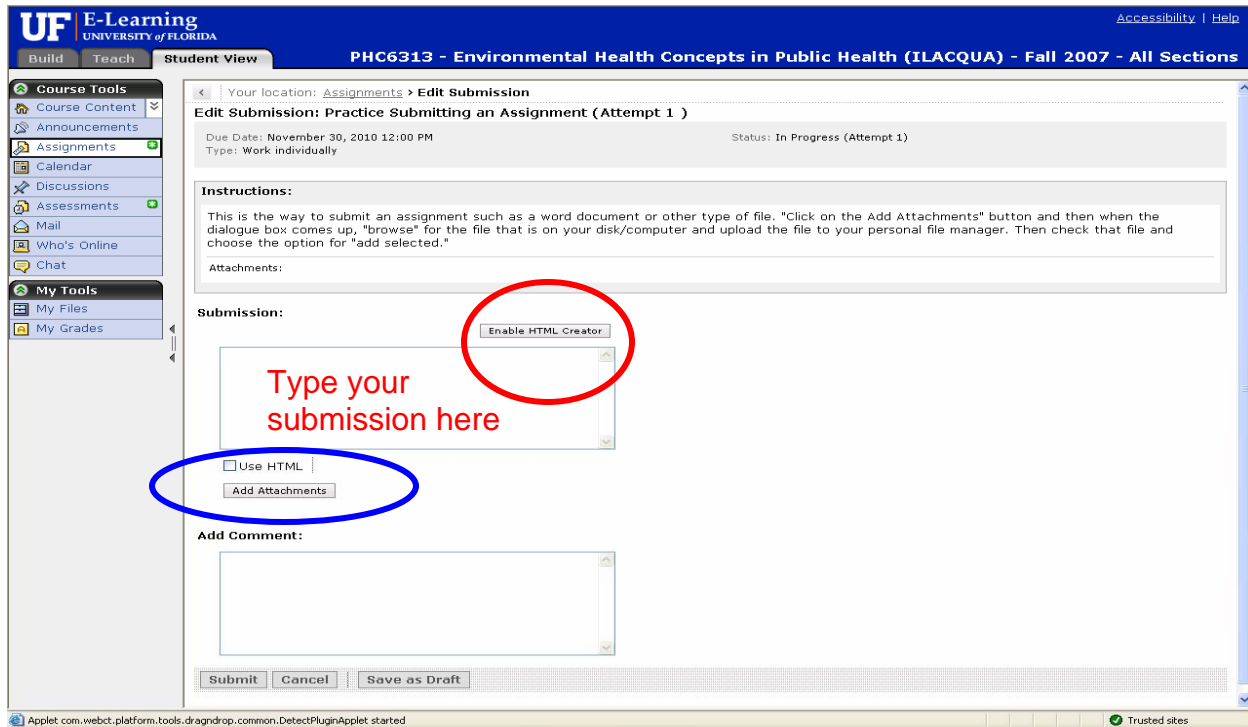 UF E-Learning
UNIVERSITY of FLORIDA
Accessibility | Help
Build Teach Student View
PHC6313 - Environmental Health Concepts in Public Health (ILACQUA) - Fall 2007 - All Sections
Course Tools
Course Content
Announcements
Assignments
Calendar
Discussions
Assessments
Mail
Who's Online
Chat
My Tools
My Files
My Grades
Your location: Assignments › Edit Submission
Edit Submission: Practice Submitting an Assignment (Attempt 1 )
Due Date: November 30, 2010 12:00 PM
Status: In Progress (Attempt 1)
Type: Work individually
Instructions:
This is the way to submit an assignment such as a word document or other type of file. "Click on the Add Attachments" button and then when the
dialogue box comes up, "browse" for the file that is on your disk/computer and upload the file to your personal file manager. Then check that file and
choose the option for "add selected."
Attachments:
Submission:
Enable HTML Creator
Type your
submission here
Use HTML
Add Attachments
Add Comment:
Submit Cancel Save as Draft
Applet com.webct.platform.tools.dragndrop.common.DetectPluginApplet started
Trusted sites